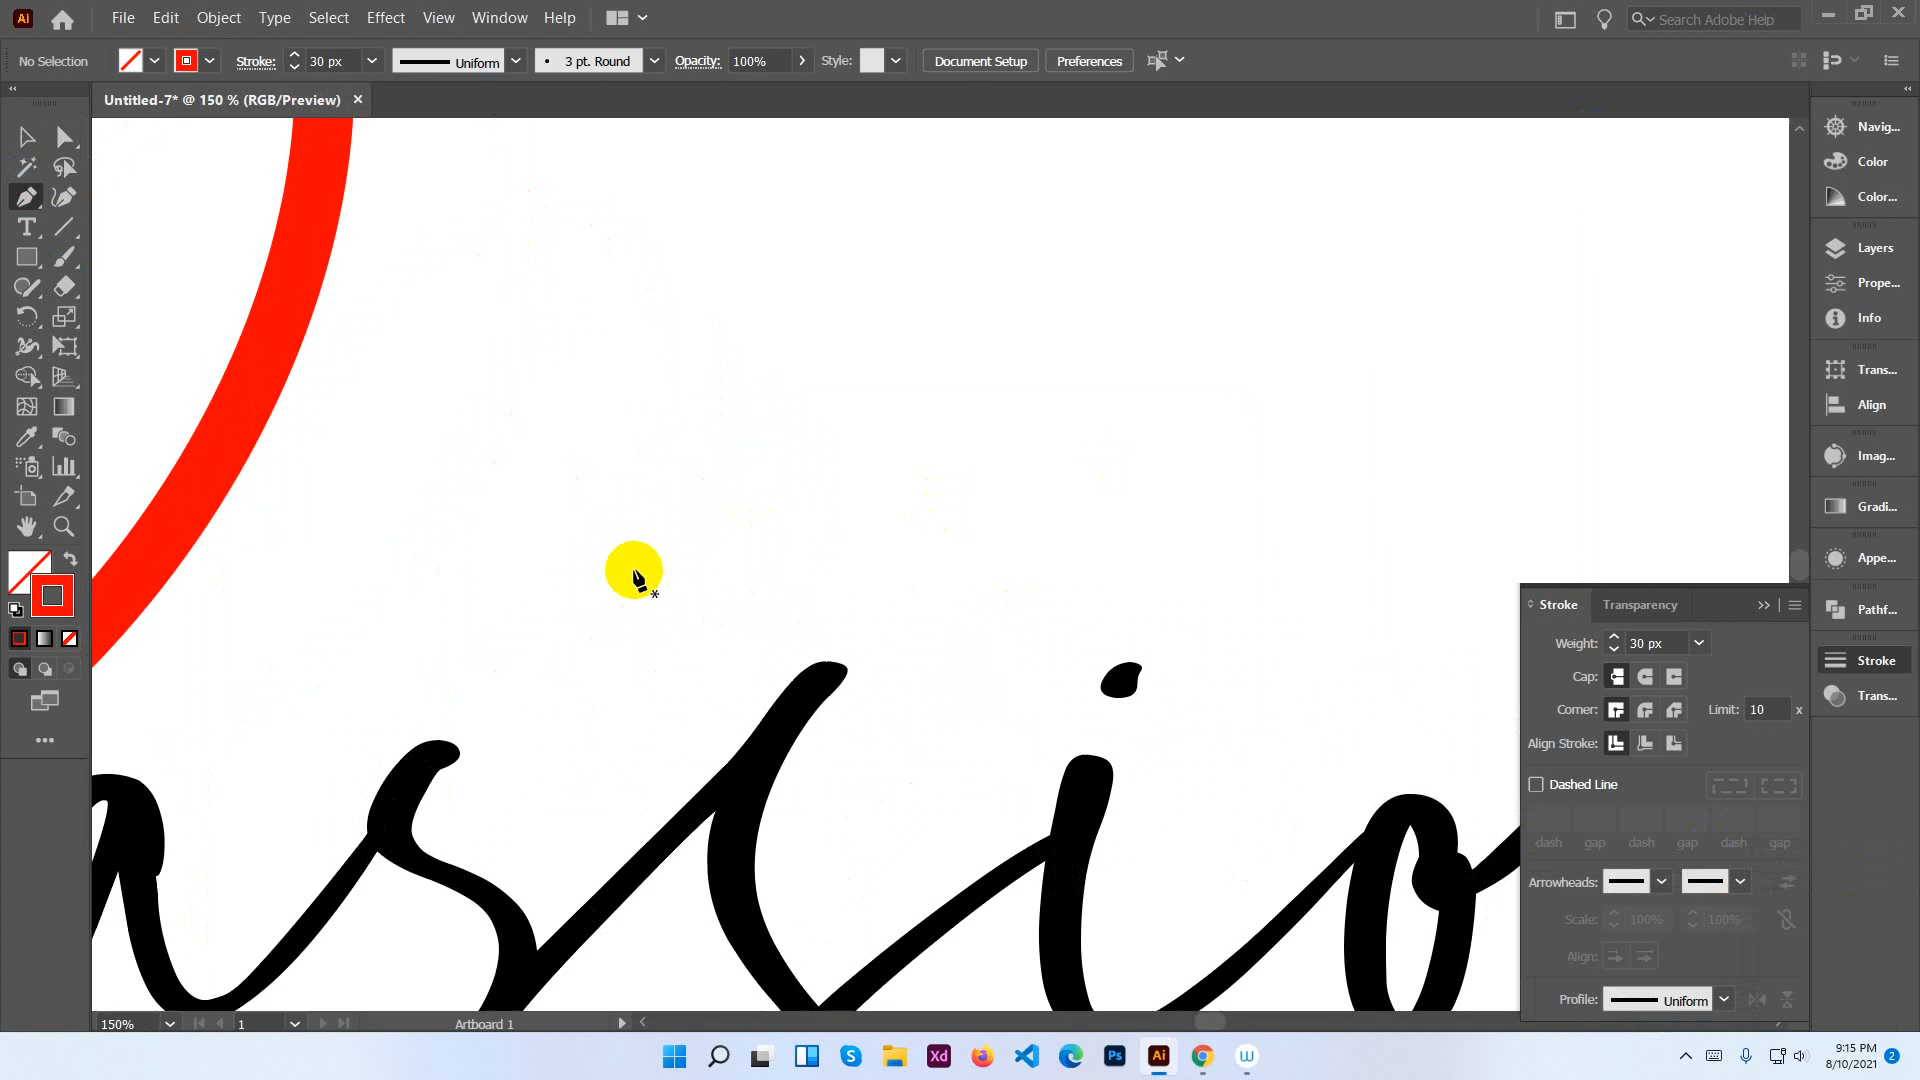 File Edit Object Type Select Effect View Window Help
Search Adobe Help
No Selection
Stroke: 30 px
Uniform
3 pt. Round
Opacity: 100%
Style:
Document Setup
Preferences
Untitled-7* @ 150 % (RGB/Preview)
Navig...
Color
Color...
Layers
Prope...
Info
Trans...
Align
Imag...
Gradi...
Appe...
Pathf...
Stroke
Trans...
Stroke Transparency
Weight: 30 px
Cap:
Corner: Limit: 10 x
Align Stroke:
Dashed Line
dash gap dash gap dash gap
Arrowheads:
Scale: 100% 100%
Align:
Profile: Uniform
150% 1 Artboard 1
Xd Ps Ai
9:15 PM
8/10/2021
2